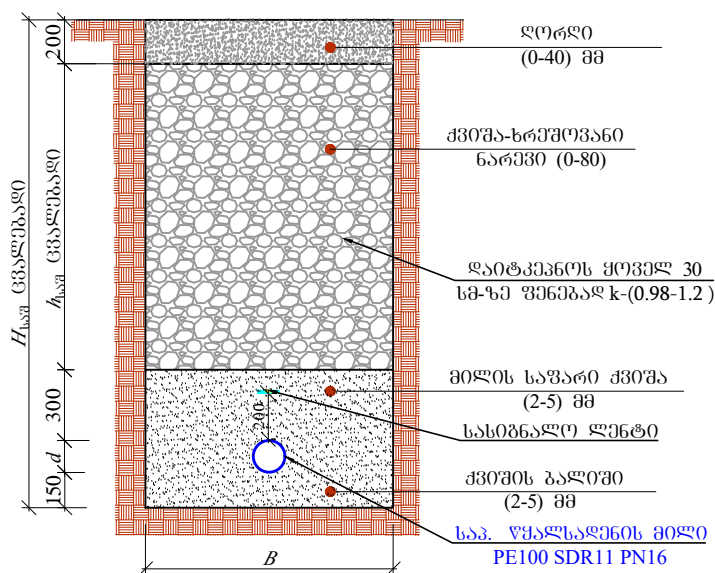 ღორღი
(0-40) მმ
ქვიშა-ხრეშოვანი
ნარევი (0-80)
დაიტკეპნოს ყოველ 30
სმ-ზე ფენებად k-(0.98-1.2 )
მილის საფარი ქვიშა
(2-5) მმ
სასიგნალო ლენტი
ქვიშის ბალიში
(2-5) მმ
საპ. წყალსადენის მილი
PE100 SDR11 PN16
200
Hსაშ ცვალებადი
hსაშ ცვალებადი
300
d
150
200
B